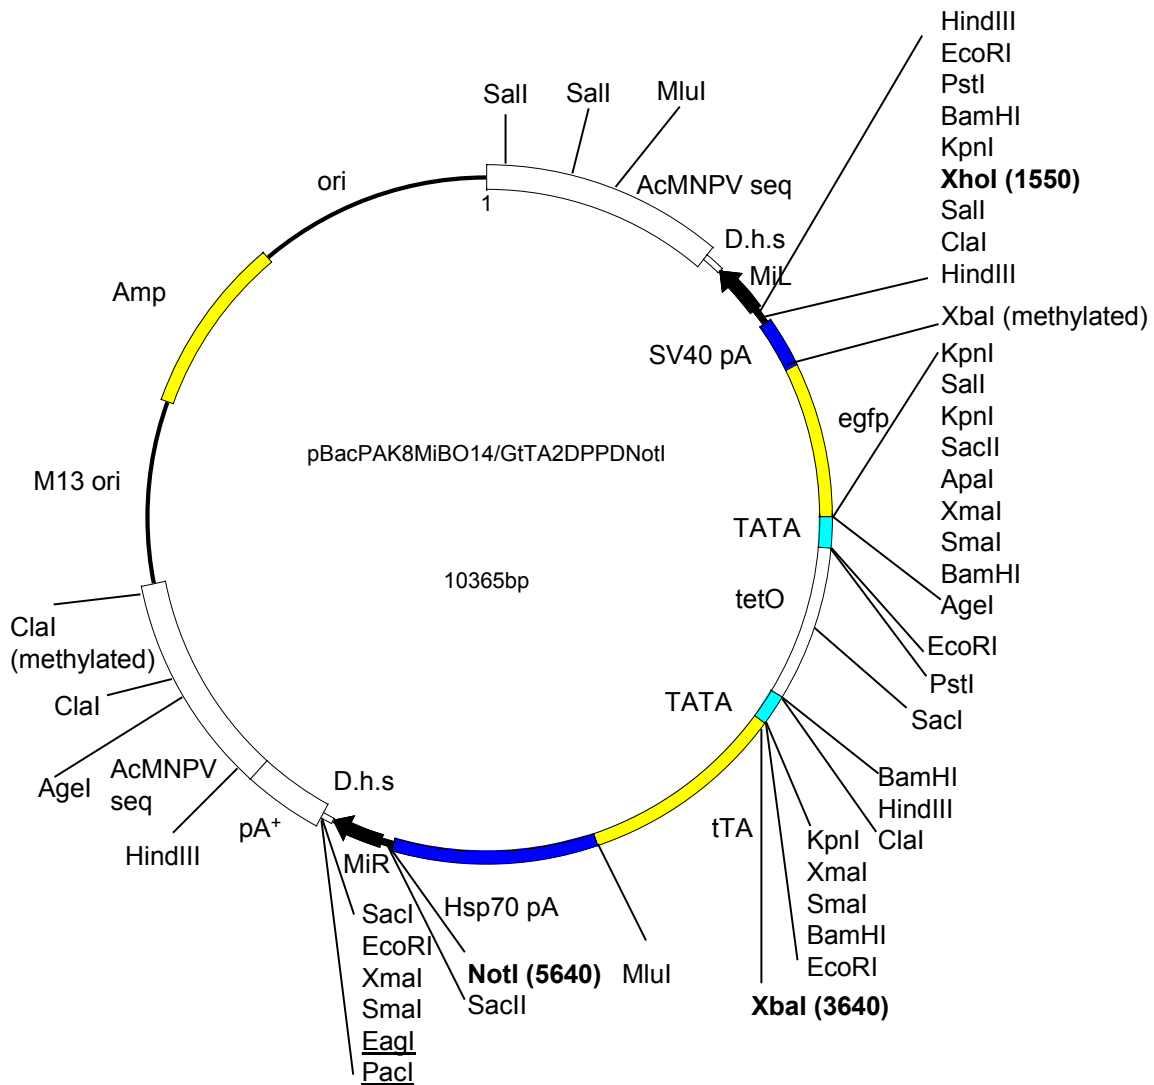 HindIII
EcoRI
PstI
BamHI
KpnI
XhoI (1550)
SalI
ClaI
HindIII
XbaI (methylated)
KpnI
SalI
KpnI
SacII
ApaI
XmaI
SmaI
BamHI
AgeI
EcoRI
PstI
SacI
BamHI
HindIII
ClaI
KpnI
XmaI
SmaI
BamHI
EcoRI
XbaI (3640)
MluI
NotI (5640)
SacII
SacI
EcoRI
XmaI
SmaI
EagI
PacI
HindIII
AgeI
ClaI
ClaI
(methylated)
SalI
SalI
MluI
AcMNPV seq
D.h.s
MiL
SV40 pA
egfp
TATA
tetO
TATA
tTA
Hsp70 pA
MiR
D.h.s
pA+
AcMNPV
seq
M13 ori
Amp
ori
1
pBacPAK8MiBO14/GtTA2DPPDNotI
10365bp